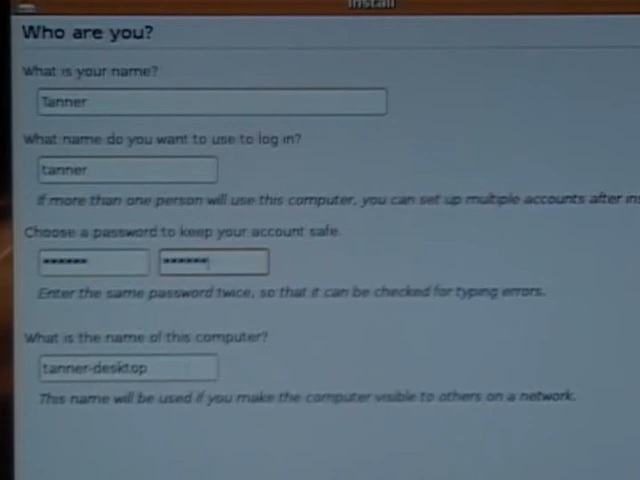 Install
Who are you?
What is your name?
Tanner
What name do you want to use to log in?
tanner
If more than one person will use this computer, you can set up multiple accounts after
Choose a password to keep your account safe.
Enter the same password twice, so that it can be checked for typing errors.
What is the name of this computer?
tanner-desktop
This name will be used if you make the computer visible to others on a network.